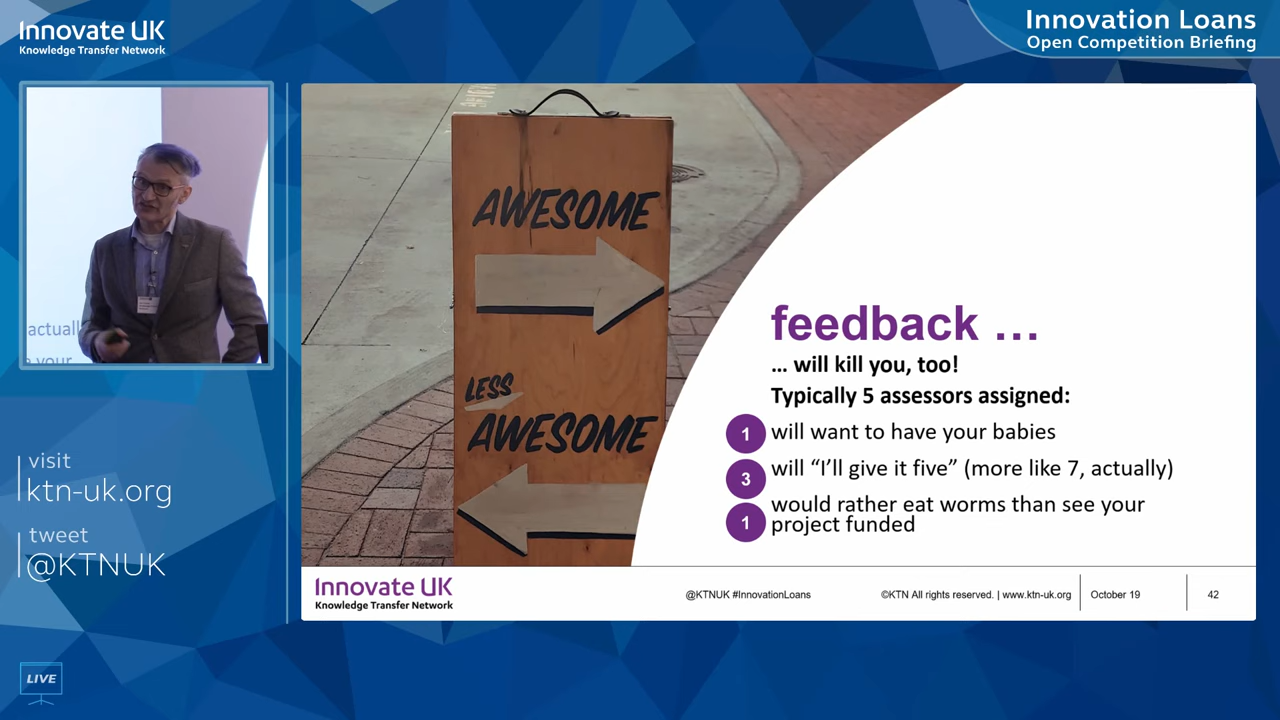 Innovate UK
Knowledge Transfer Network
Innovation Loans
Open Competition Briefing
actuall
your
visit
ktn-uk.org
tweet
@KTNUK
LIVE
AWESOME
LESS
AWESOME
feedback …
… will kill you, too!
Typically 5 assessors assigned:
1 will want to have your babies
3 will “I’ll give it five” (more like 7, actually)
1 would rather eat worms than see your
project funded
Innovate UK
Knowledge Transfer Network
@KTNUK #InnovationLoans
©KTN All rights reserved. | www.ktn-uk.org
October 19
42